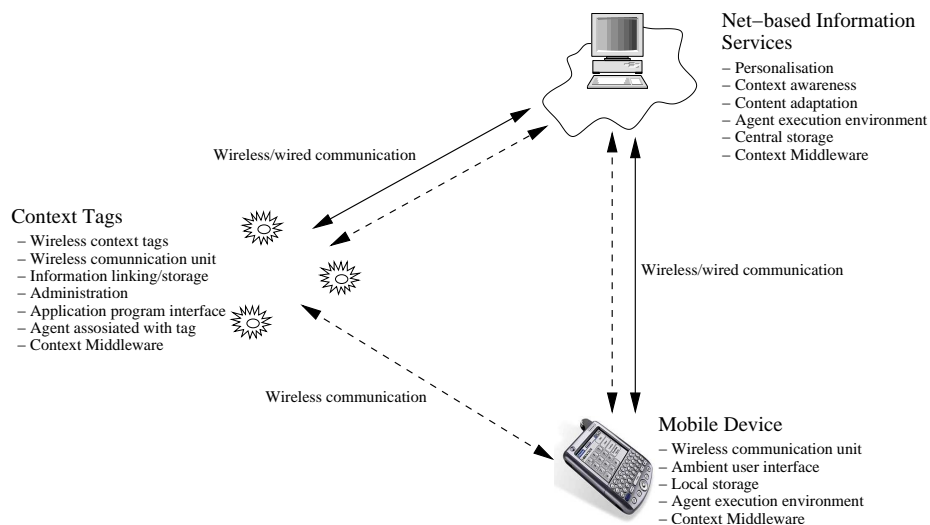 Net−based Information
Services
− Personalisation
− Context awareness
− Content adaptation
− Agent execution environment
− Central storage
− Context Middleware
Wireless/wired communication
Context Tags
− Wireless context tags
− Wireless comunnication unit
− Information linking/storage
− Administration
− Application program interface
− Agent assosiated with tag
− Context Middleware
Wireless/wired communication
Wireless communication
Mobile Device
− Wireless communication unit
− Ambient user interface
− Local storage
− Agent execution environment
− Context Middleware